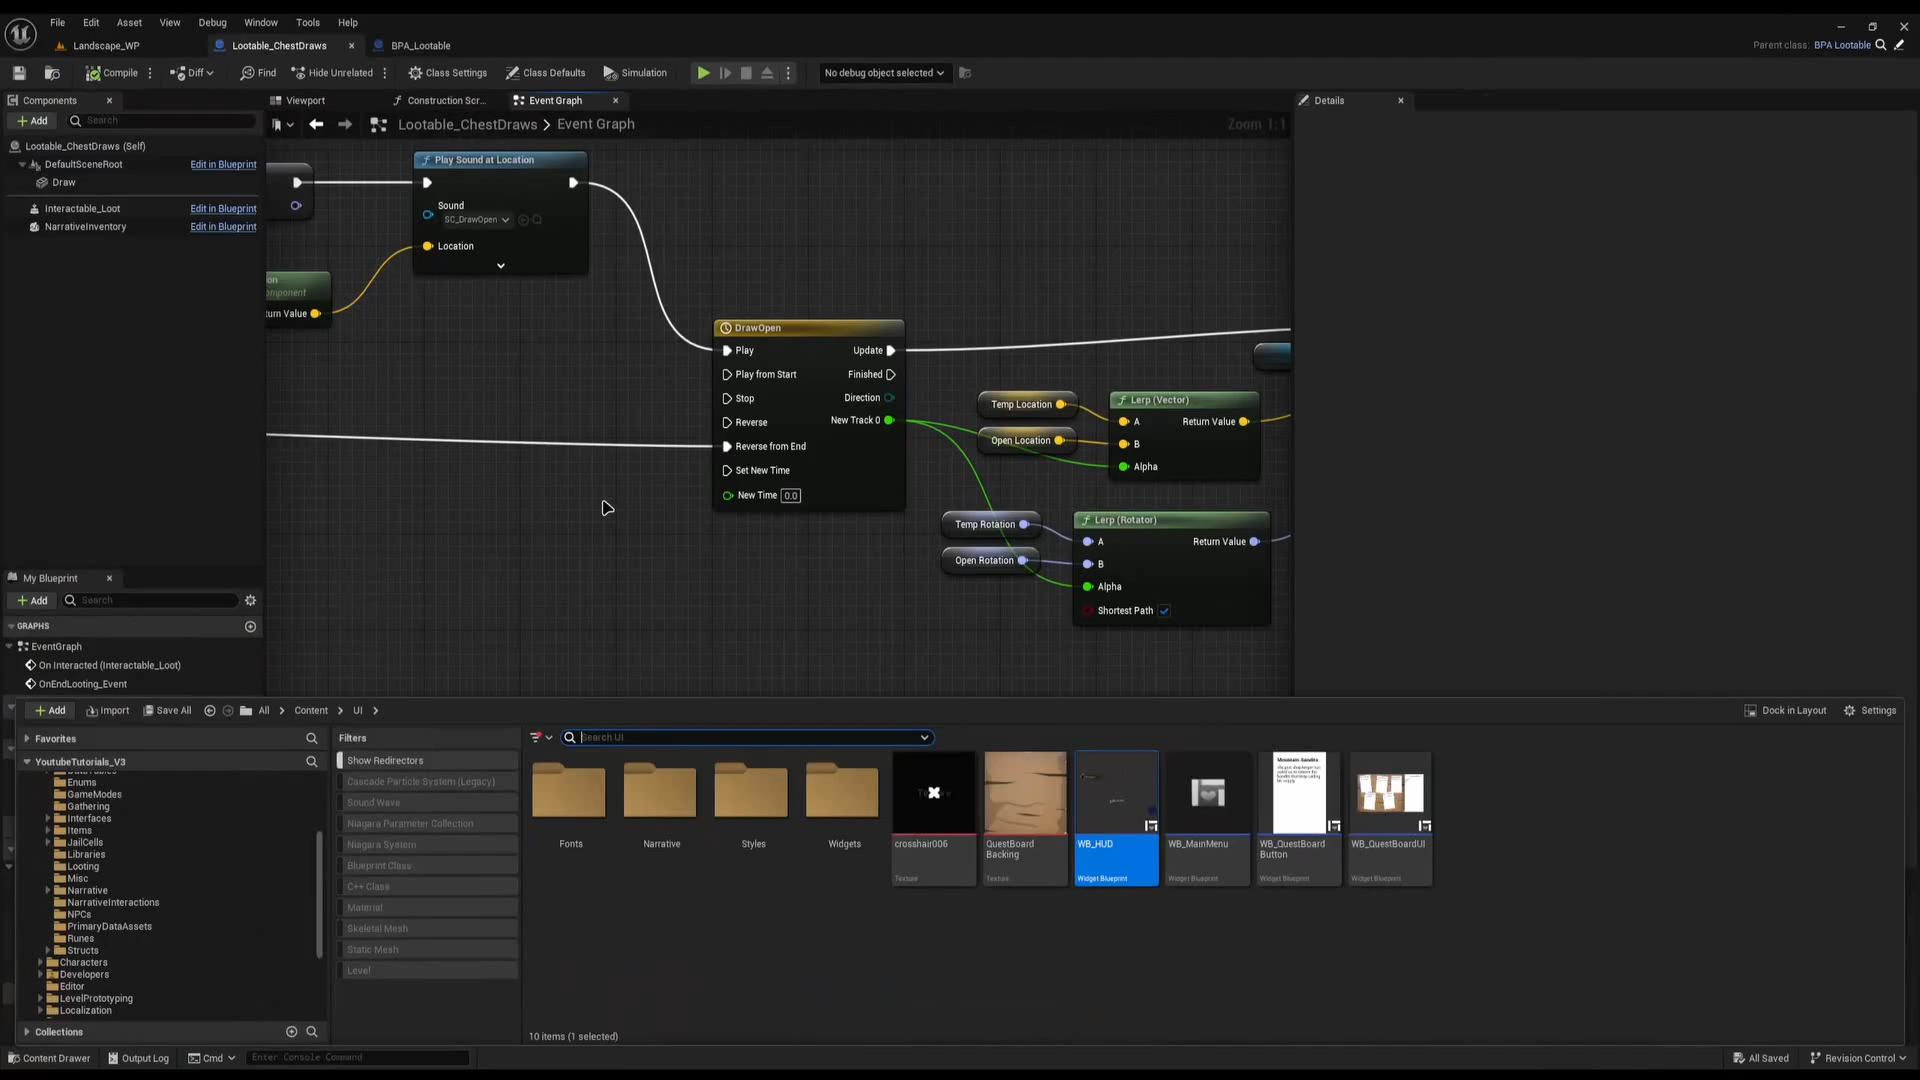 File Edit Asset View Debug Window Tools Help
Landscape_WP Lootable_ChestDraws BPA_Lootable
Parent class: BPA Lootable
Compile Diff Find Hide Unrelated Class Settings Class Defaults Simulation No debug object selected
Components
Viewport Construction Scr... Event Graph
Details
Add Search
Lootable_ChestDraws > Event Graph
Zoom 1:1
Lootable_ChestDraws (Self)
DefaultSceneRoot Edit in Blueprint
Draw
Interactable_Loot Edit in Blueprint
NarrativeInventory Edit in Blueprint
Play Sound at Location
Sound
SC_DrawOpen
Location
on
omponent
turn Value
DrawOpen
Play Update
Play from Start Finished
Stop Direction
Reverse New Track 0
Reverse from End
Set New Time
New Time 0.0
Temp Location
Open Location
Lerp (Vector)
A Return Value
B
Alpha
Temp Rotation
Open Rotation
Lerp (Rotator)
A Return Value
B
Alpha
Shortest Path
My Blueprint
Add Search
GRAPHS
EventGraph
On Interacted (Interactable_Loot)
OnEndLooting_Event
Add Import Save All All > Content > UI >
Dock in Layout Settings
Favorites
YoutubeTutorials_V3
Enums
GameModes
Gathering
Interfaces
Items
JailCells
Libraries
Looting
Misc
Narrative
NarrativeInteractions
NPCs
PrimaryDataAssets
Runes
Structs
Characters
Developers
Editor
LevelPrototyping
Localization
Collections
Filters
Show Redirectors
Cascade Particle System (Legacy)
Sound Wave
Niagara Parameter Collection
Niagara System
Blueprint Class
C++ Class
Material
Skeletal Mesh
Static Mesh
Level
Search UI
Fonts
Narrative
Styles
Widgets
crosshair006
Texture
QuestBoard
Backing
Texture
WB_HUD
Widget Blueprint
WB_MainMenu
Widget Blueprint
WB_QuestBoard
Button
Widget Blueprint
WB_QuestBoardUI
Widget Blueprint
10 items (1 selected)
Content Drawer Output Log Cmd Enter Console Command
All Saved Revision Control